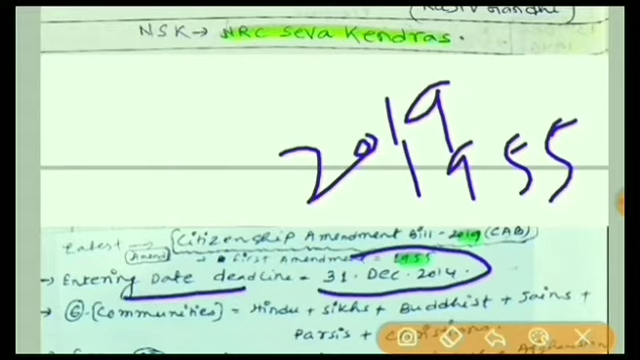 NSK → NRC Seva Kendras.
2019
1955
Latest → Citizenship Amendment Bill - 2019 (CAB)
(Amend) → First Amendment = 1955
→ Entering Date deadline = 31. Dec. 2014.
→ ⑥ - [Communities] = Hindu + Sikhs + Buddhist + Jains +
Parsis +